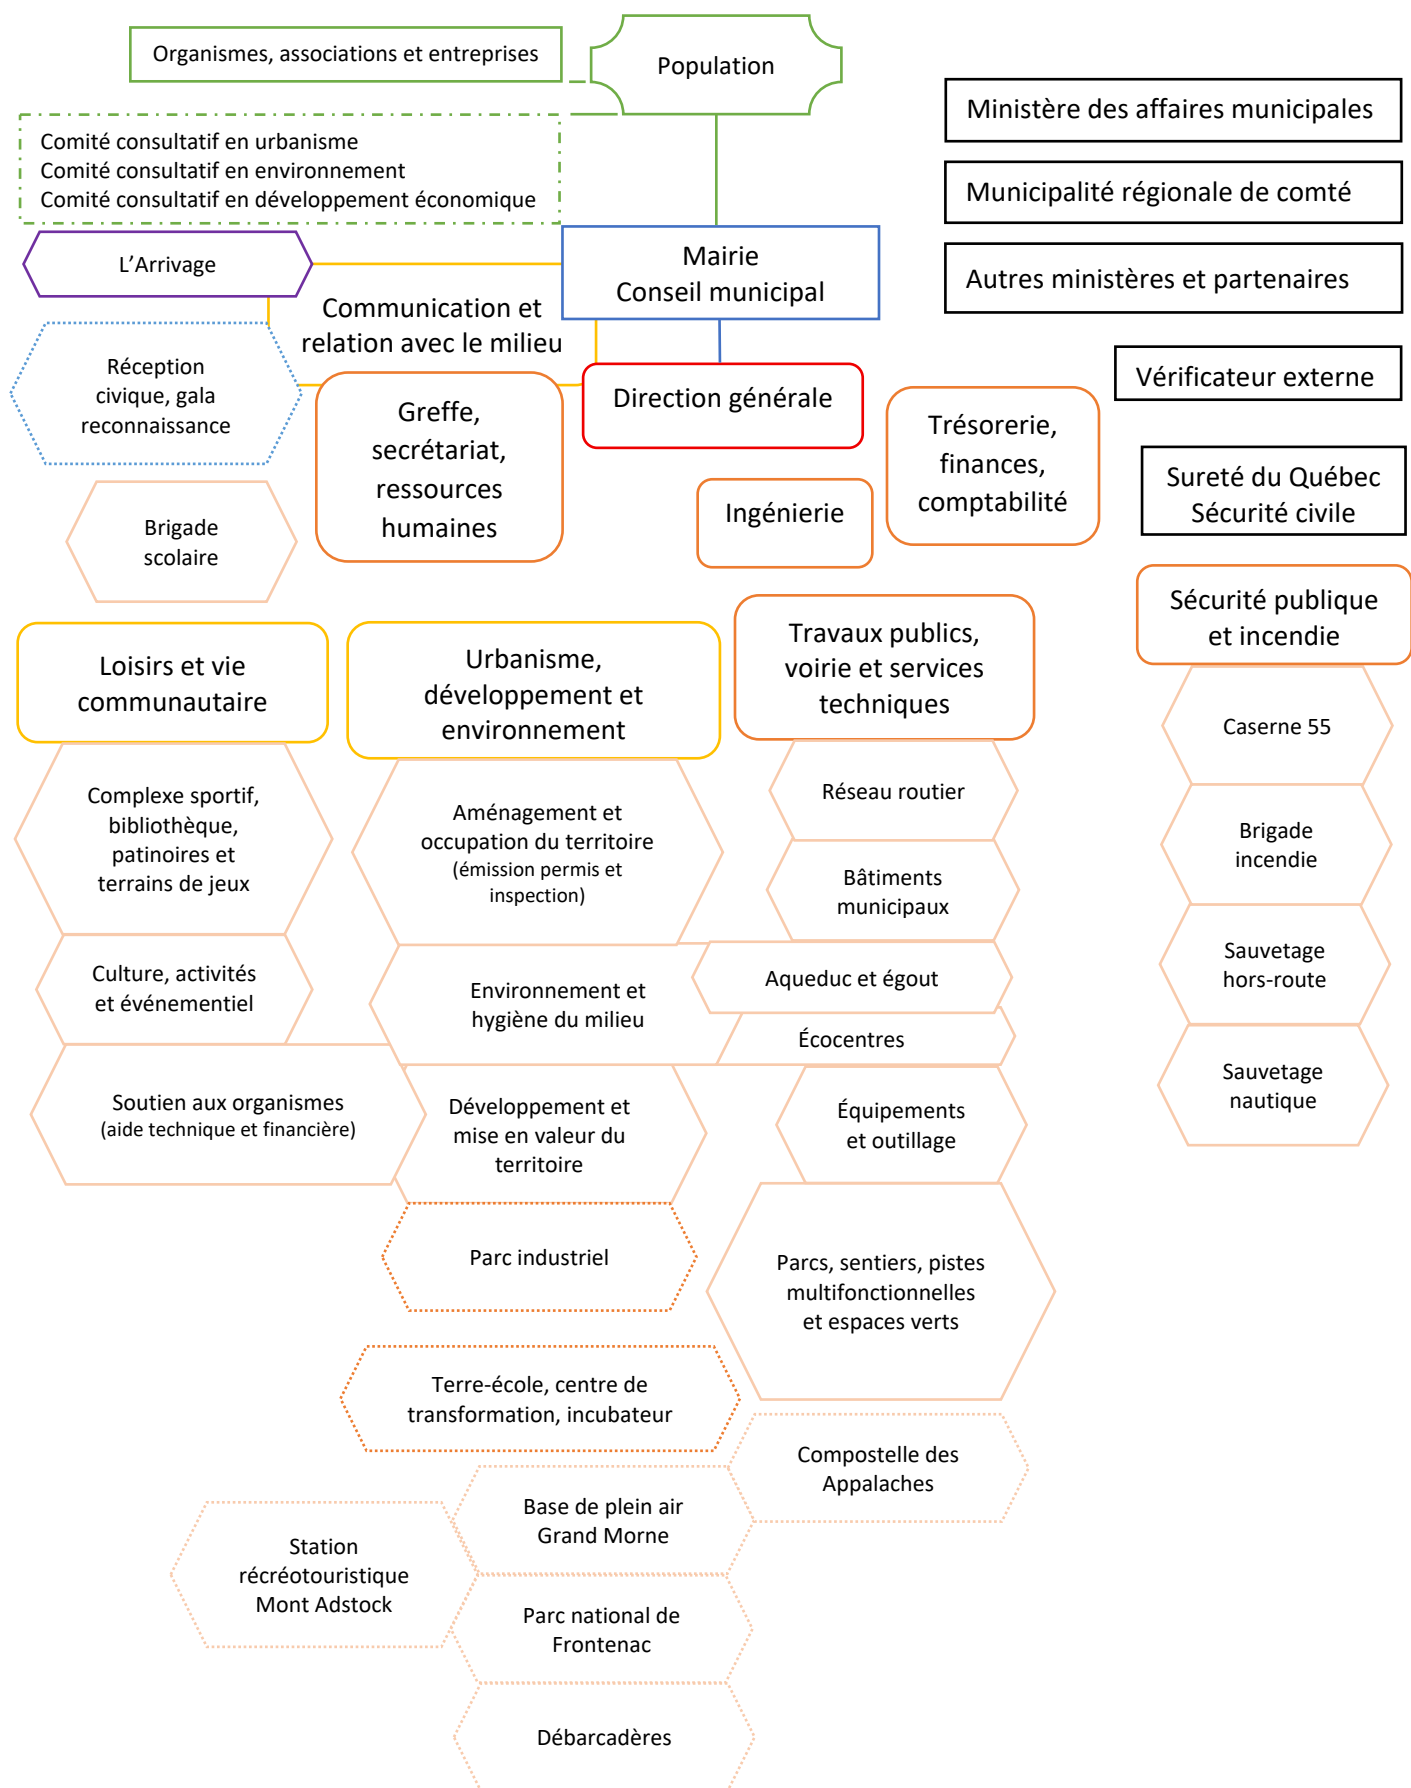 Organismes, associations et entreprises
Population
Comité consultatif en urbanisme
Comité consultatif en environnement
Comité consultatif en développement économique
Ministère des affaires municipales
Municipalité régionale de comté
Autres ministères et partenaires
L'Arrivage
Mairie
Conseil municipal
Communication et
relation avec le milieu
Réception
civique, gala
reconnaissance
Direction générale
Vérificateur externe
Greffe,
secrétariat,
ressources
humaines
Trésorerie,
finances,
comptabilité
Ingénierie
Sureté du Québec
Sécurité civile
Brigade
scolaire
Loisirs et vie
communautaire
Urbanisme,
développement et
environnement
Travaux publics,
voirie et services
techniques
Sécurité publique
et incendie
Complexe sportif,
bibliothèque,
patinoires et
terrains de jeux
Culture, activités
et événementiel
Soutien aux organismes
(aide technique et financière)
Aménagement et
occupation du territoire
(émission permis et
inspection)
Environnement et
hygiène du milieu
Développement et
mise en valeur du
territoire
Parc industriel
Terre-école, centre de
transformation, incubateur
Réseau routier
Bâtiments
municipaux
Aqueduc et égout
Écocentres
Équipements
et outillage
Parcs, sentiers, pistes
multifonctionnelles
et espaces verts
Compostelle des
Appalaches
Caserne 55
Brigade
incendie
Sauvetage
hors-route
Sauvetage
nautique
Base de plein air
Grand Morne
Station
récréotouristique
Mont Adstock
Parc national de
Frontenac
Débarcadères